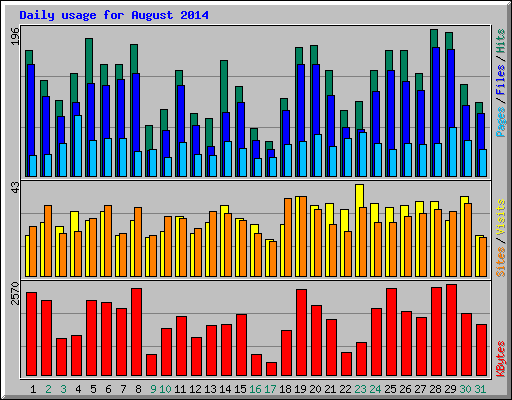 Daily usage for August 2014
196
Pages / Files / Hits
43
Sites / Visits
2570
KBytes
1 2 3 4 5 6 7 8 9 10 11 12 13 14 15 16 17 18 19 20 21 22 23 24 25 26 27 28 29 30 31